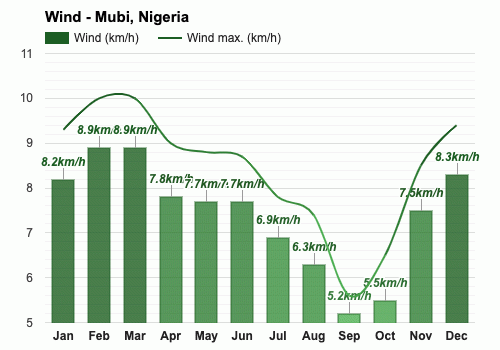 Wind - Mubi, Nigeria
Wind (km/h) Wind max. (km/h)
11
10
9
8
7
6
5
8.2km/h
8.9km/h
8.9km/h
7.8km/h
7.7km/h
7.7km/h
6.9km/h
6.3km/h
5.2km/h
5.5km/h
7.5km/h
8.3km/h
Jan Feb Mar Apr May Jun Jul Aug Sep Oct Nov Dec